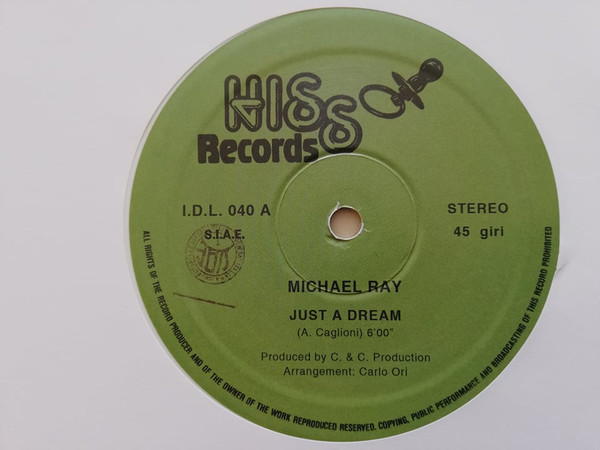 KISS
Records
I.D.L. 040 A
STEREO
S.I.A.E.
45 giri
MICHAEL RAY
JUST A DREAM
(A. Caglioni) 6'00"
Produced by C. & C. Production
Arrangement: Carlo Ori
ALL RIGHTS OF THE RECORD PRODUCER AND OF THE OWNER OF THE WORK REPRODUCED RESERVED. COPYING, PUBLIC PERFORMANCE AND BROADCASTING OF THIS RECORD PROHIBITED